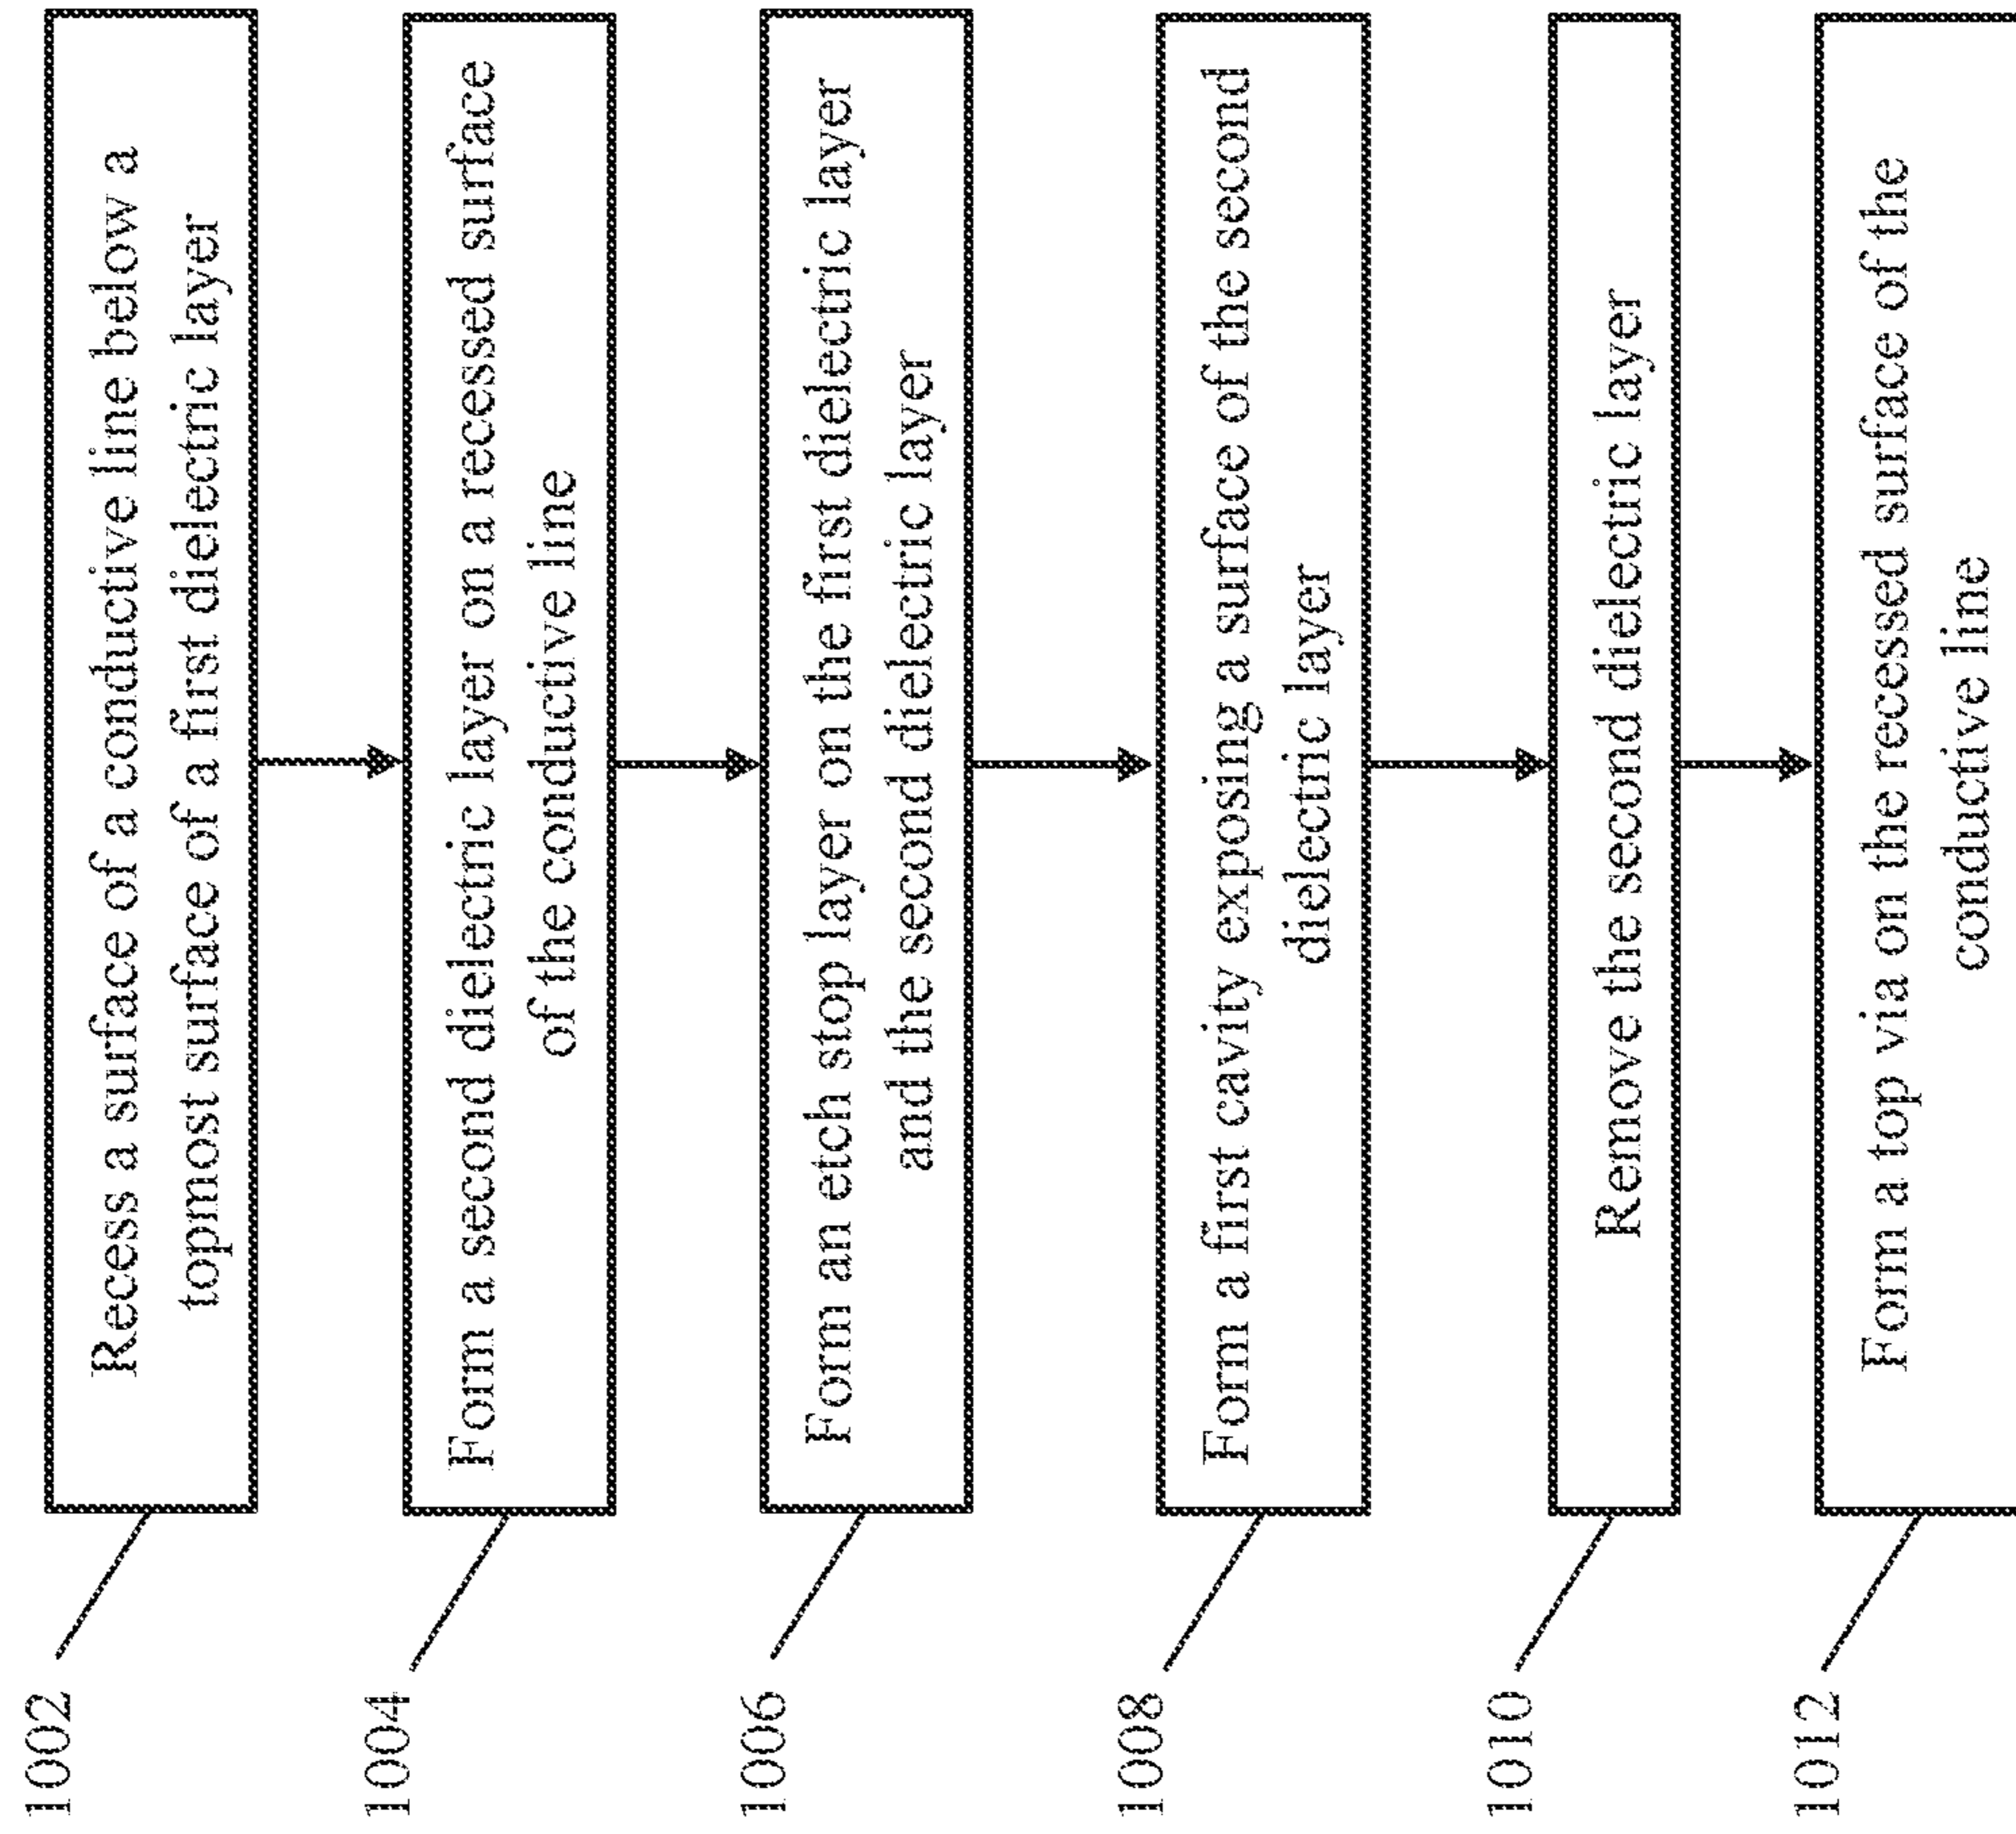 1002
Recess a surface of a conductive line below a
topmost surface of a first dielectric layer
1004
Form a second dielectric layer on a recessed surface
of the conductive line
1006
Form an etch stop layer on the first dielectric layer
and the second dielectric layer
1008
Form a first cavity exposing a surface of the second
dielectric layer
1010
Remove the second dielectric layer
1012
Form a top via on the recessed surface of the
conductive line